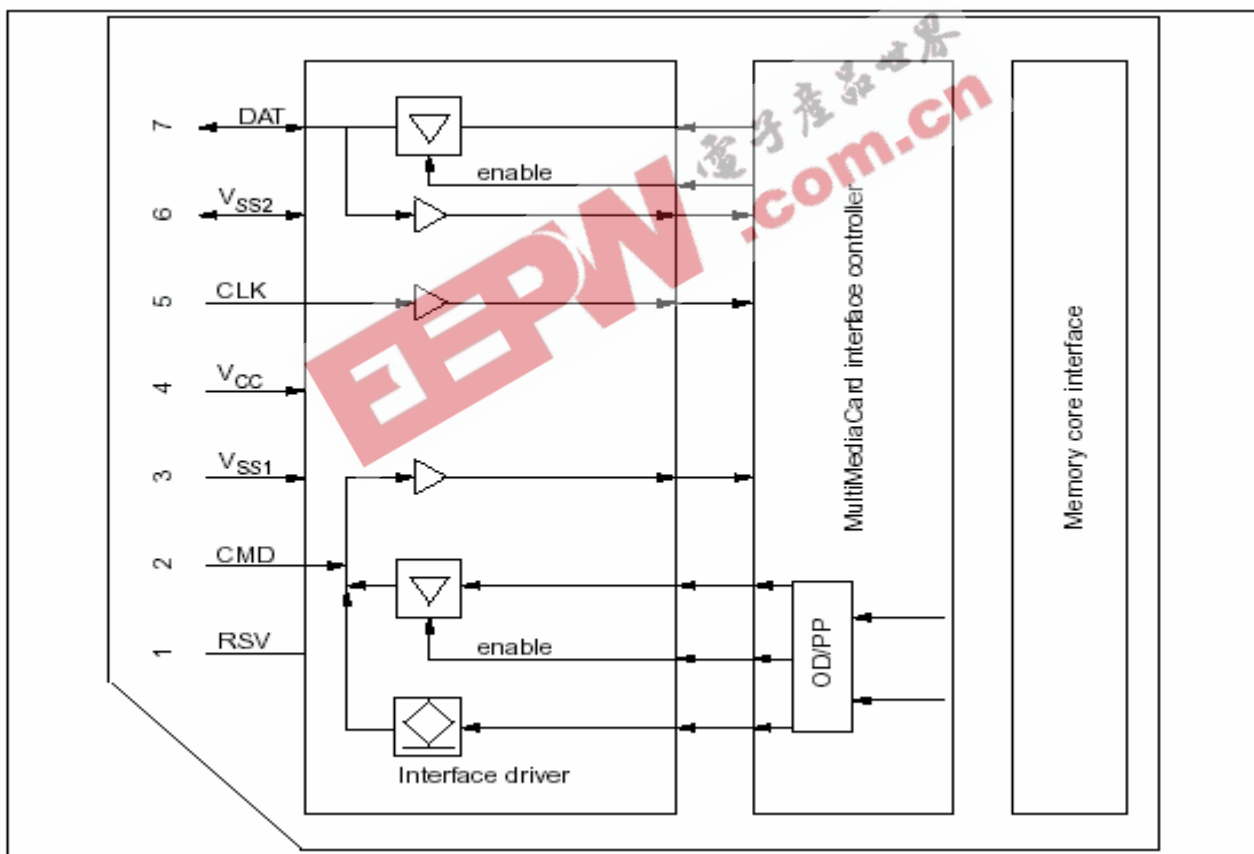 7 DAT
enable
6 VSS2
5 CLK
4 VCC
3 VSS1
2 CMD
enable
1 RSV
Interface driver
OD/PP
MultiMediaCard interface controller
Memory core interface
EEPW
電子產品世界
.com.cn